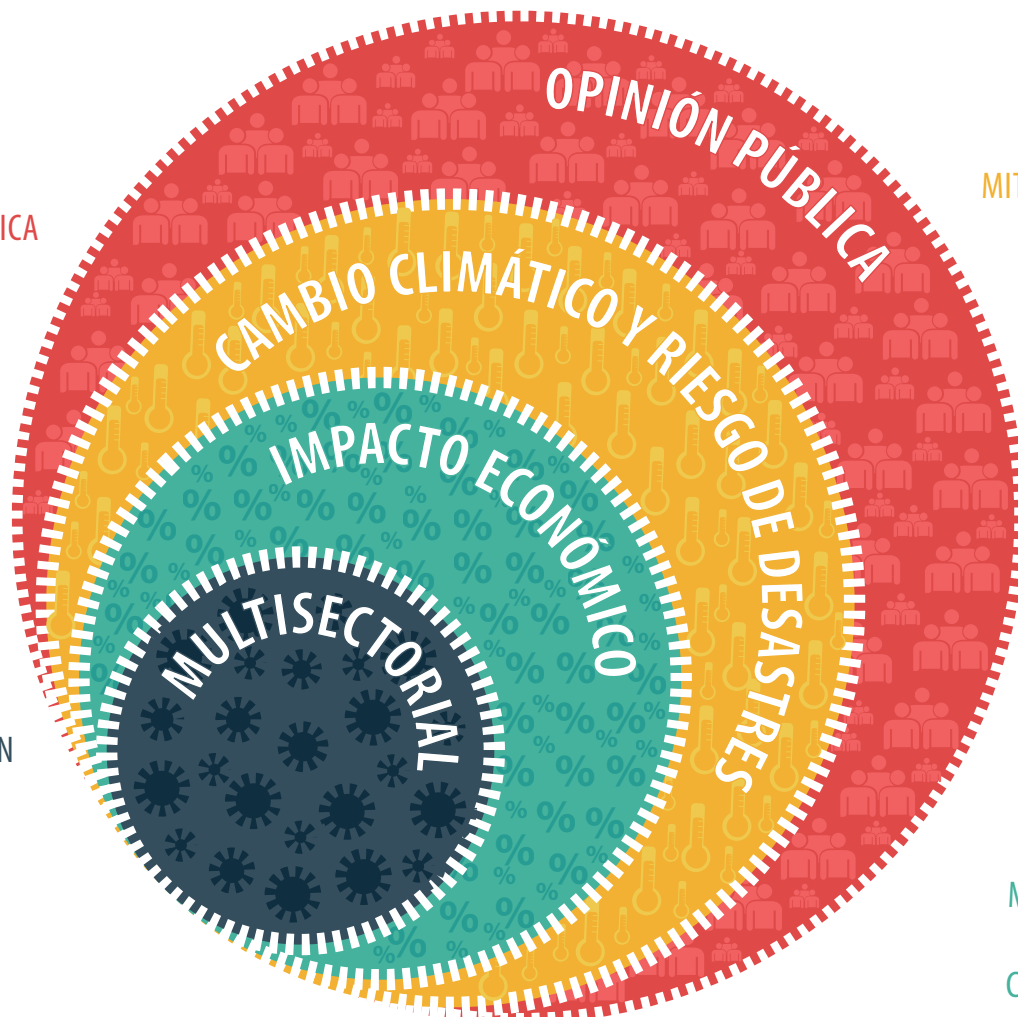 OPINIÓN PÚBLICA
CAMBIO CLIMÁTICO Y RIESGO DE DESASTRES
IMPACTO ECONÓMICO
MULTISECTORIAL